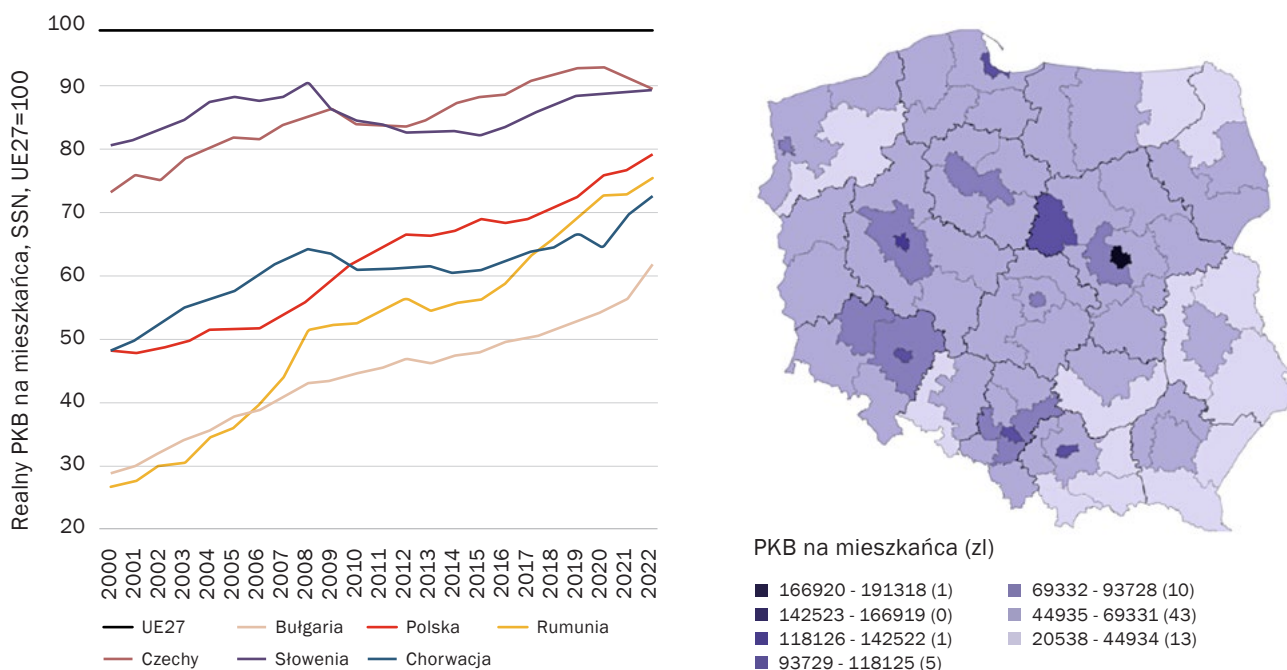 Realny PKB na mieszkańca, SSN, UE27=100
100
90
80
70
60
50
40
30
20
2000
2001
2002
2003
2004
2005
2006
2007
2008
2009
2010
2011
2012
2013
2014
2015
2016
2017
2018
2019
2020
2021
2022
UE27
Bułgaria
Polska
Rumunia
Czechy
Słowenia
Chorwacja
PKB na mieszkańca (zl)
166920 - 191318 (1)
142523 - 166919 (0)
118126 - 142522 (1)
93729 - 118125 (5)
69332 - 93728 (10)
44935 - 69331 (43)
20538 - 44934 (13)